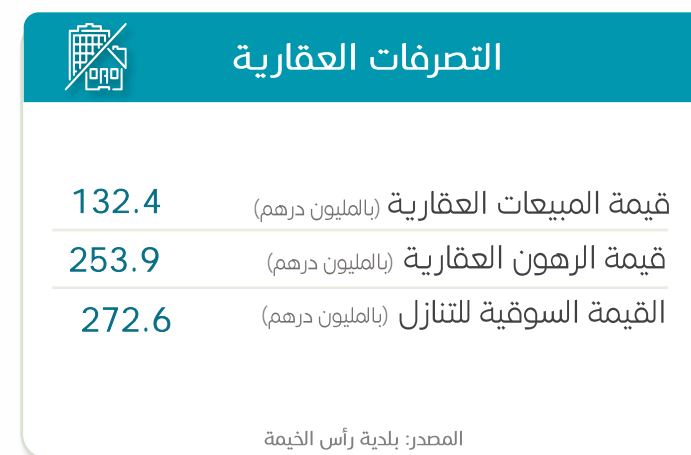 التصرفات العقارية
قيمة المبيعات العقارية (بالمليون درهم) 132.4
قيمة الرهون العقارية (بالمليون درهم) 253.9
القيمة السوقية للتنازل (بالمليون درهم) 272.6
المصدر: بلدية رأس الخيمة